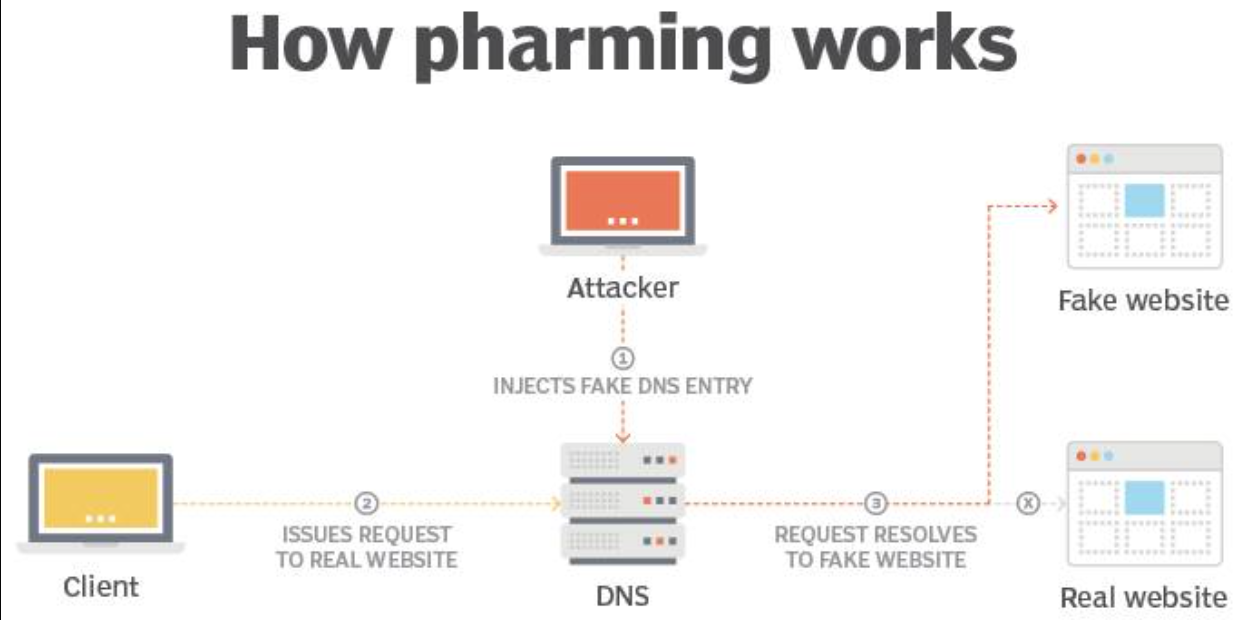 How pharming works
Attacker
Fake website
①
INJECTS FAKE DNS ENTRY
②
ISSUES REQUEST
TO REAL WEBSITE
③
REQUEST RESOLVES
TO FAKE WEBSITE
X
Client
DNS
Real website